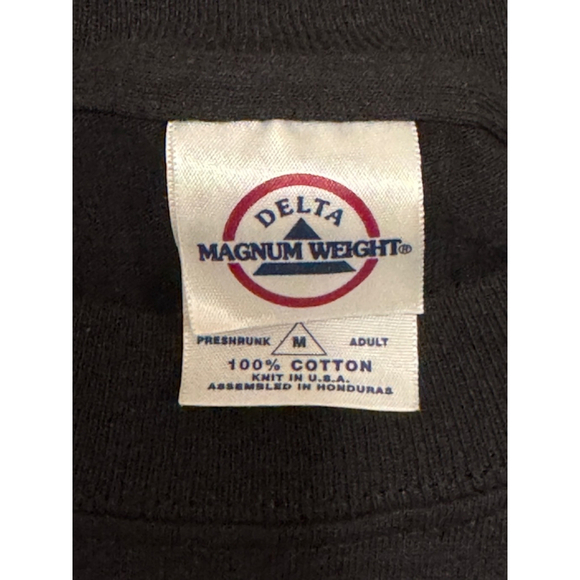 DELTA
MAGNUM WEIGHT®
PRESHRUNK M ADULT
100% COTTON
KNIT IN U.S.A.
ASSEMBLED IN HONDURAS